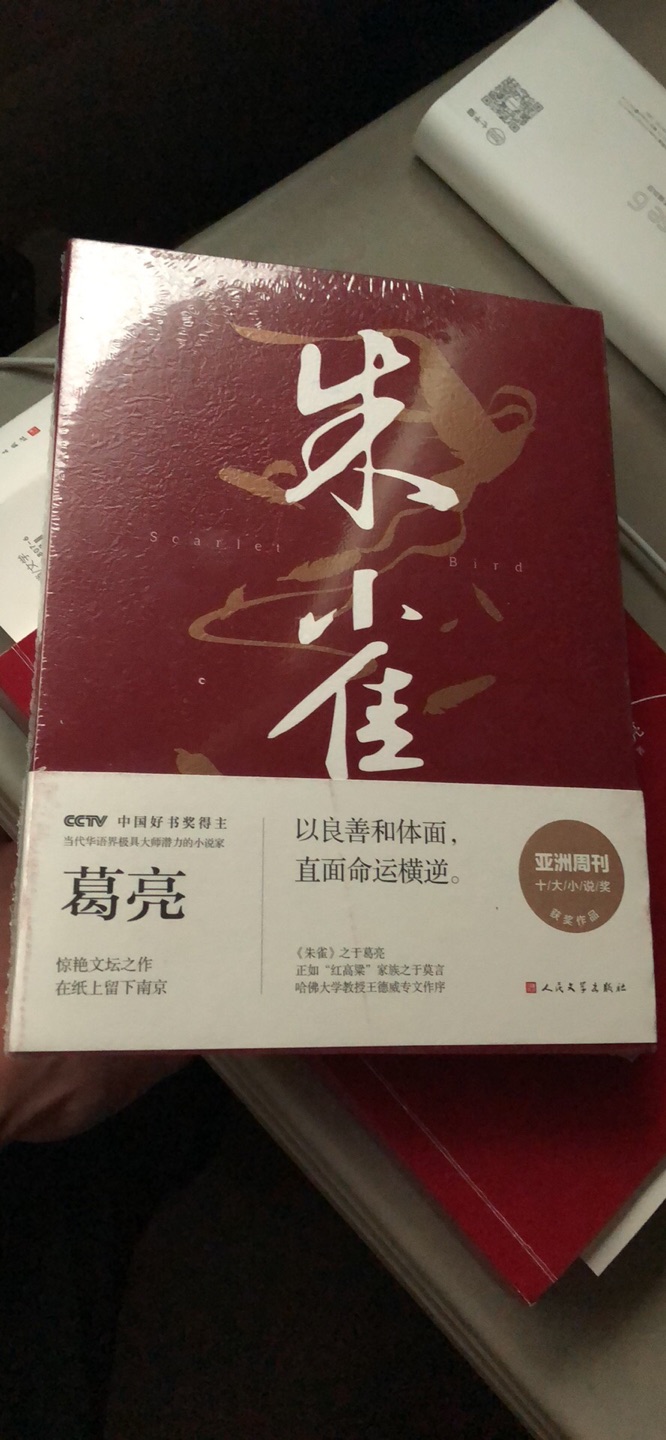 朱雀
Scarlet Bird
CCTV 中国好书奖得主
当代华语界极具大师潜力的小说家
葛亮
惊艳文坛之作
在纸上留下南京
以良善和体面，
直面命运横逆。
《朱雀》之于葛亮
正如“红高粱”家族之于莫言
哈佛大学教授王德威专文作序
亚洲周刊
十/大/小/说/奖
获奖作品
人民文学出版社